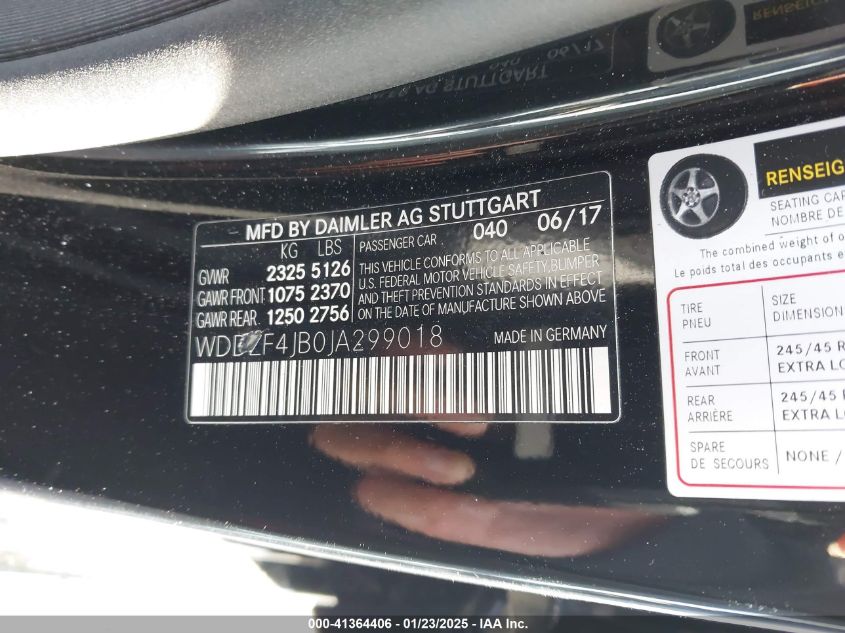 MFD BY DAIMLER AG STUTTGART
KG LBS PASSENGER CAR 040 06/17
GVWR 2325 5126 THIS VEHICLE CONFORMS TO ALL APPLICABLE
GAWR FRONT 1075 2370 U.S. FEDERAL MOTOR VEHICLE SAFETY, BUMPER
GAWR REAR 1250 2756 AND THEFT PREVENTION STANDARDS IN EFFECT
ON THE DATE OF MANUFACTURE SHOWN ABOVE
WDDZF4JB0JA299018 MADE IN GERMANY
RENSEIG
SEATING CAP
NOMBRE DE
The combined weight of o
Le poids total des occupants e
TIRE SIZE
PNEU DIMENSION
FRONT 245/45 R
AVANT EXTRA LO
REAR 245/45 R
ARRIÈRE EXTRA LO
SPARE NONE /
DE SECOURS
000-41364406 - 01/23/2025 - IAA Inc.